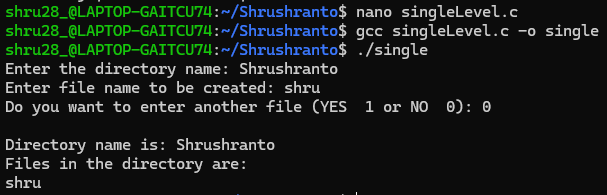 shru28_@LAPTOP-GAITCU74:~/Shrushranto$ nano singleLevel.c
shru28_@LAPTOP-GAITCU74:~/Shrushranto$ gcc singleLevel.c -o single
shru28_@LAPTOP-GAITCU74:~/Shrushranto$ ./single
Enter the directory name: Shrushranto
Enter file name to be created: shru
Do you want to enter another file (YES  1 or NO  0): 0

Directory name is: Shrushranto
Files in the directory are:
shru